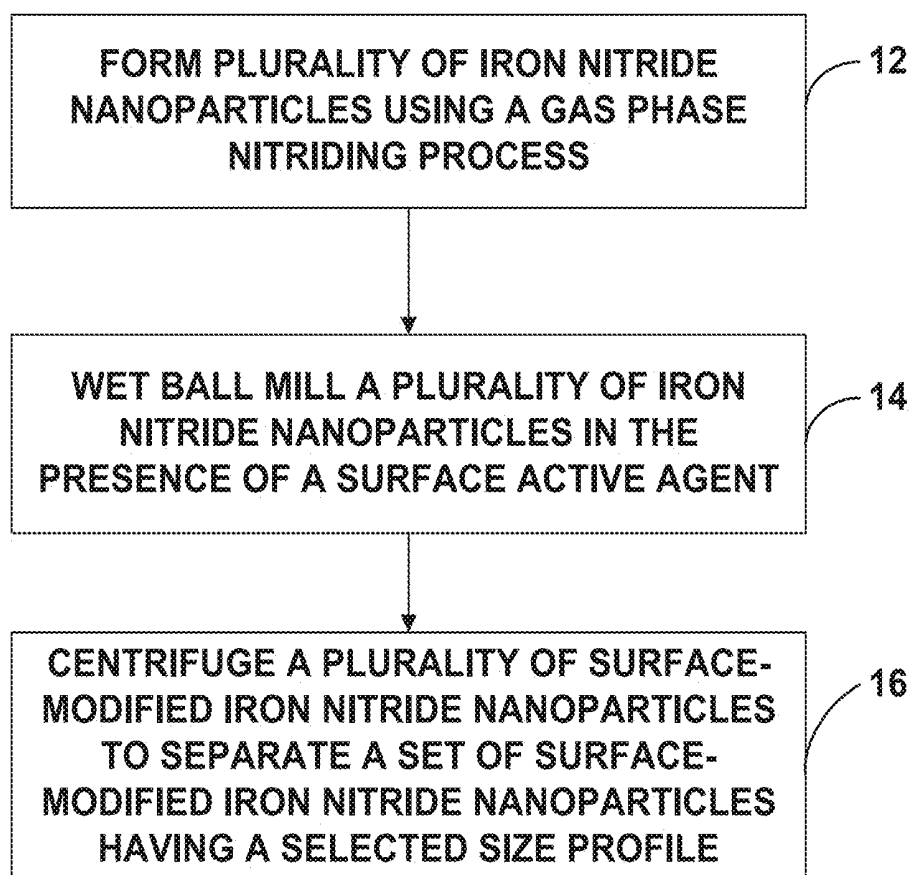 FORM PLURALITY OF IRON NITRIDE
NANOPARTICLES USING A GAS PHASE
NITRIDING PROCESS
12
WET BALL MILL A PLURALITY OF IRON
NITRIDE NANOPARTICLES IN THE
PRESENCE OF A SURFACE ACTIVE AGENT
14
CENTRIFUGE A PLURALITY OF SURFACE-
MODIFIED IRON NITRIDE NANOPARTICLES
TO SEPARATE A SET OF SURFACE-
MODIFIED IRON NITRIDE NANOPARTICLES
HAVING A SELECTED SIZE PROFILE
16